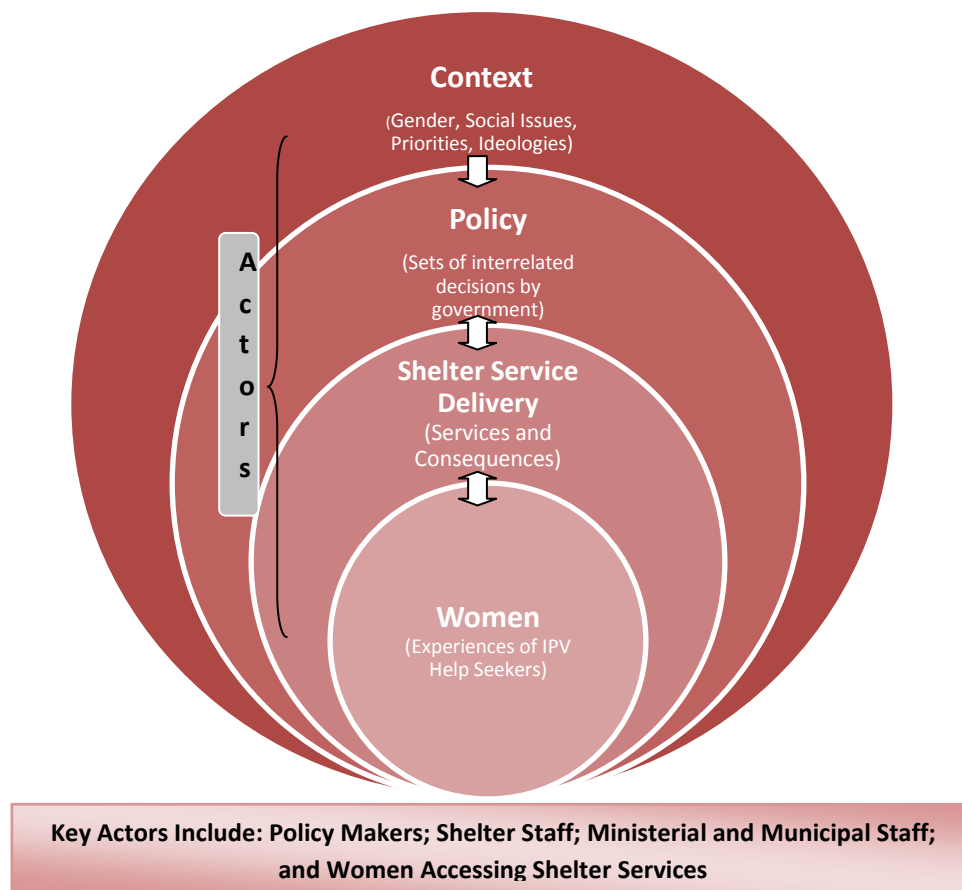 Context
(Gender, Social Issues,
Priorities, Ideologies)
Policy
(Sets of interrelated
decisions by
government)
Shelter Service
Delivery
(Services and
Consequences)
Women
(Experiences of IPV
Help Seekers)
A
c
t
o
r
s
Key Actors Include: Policy Makers; Shelter Staff; Ministerial and Municipal Staff;
and Women Accessing Shelter Services